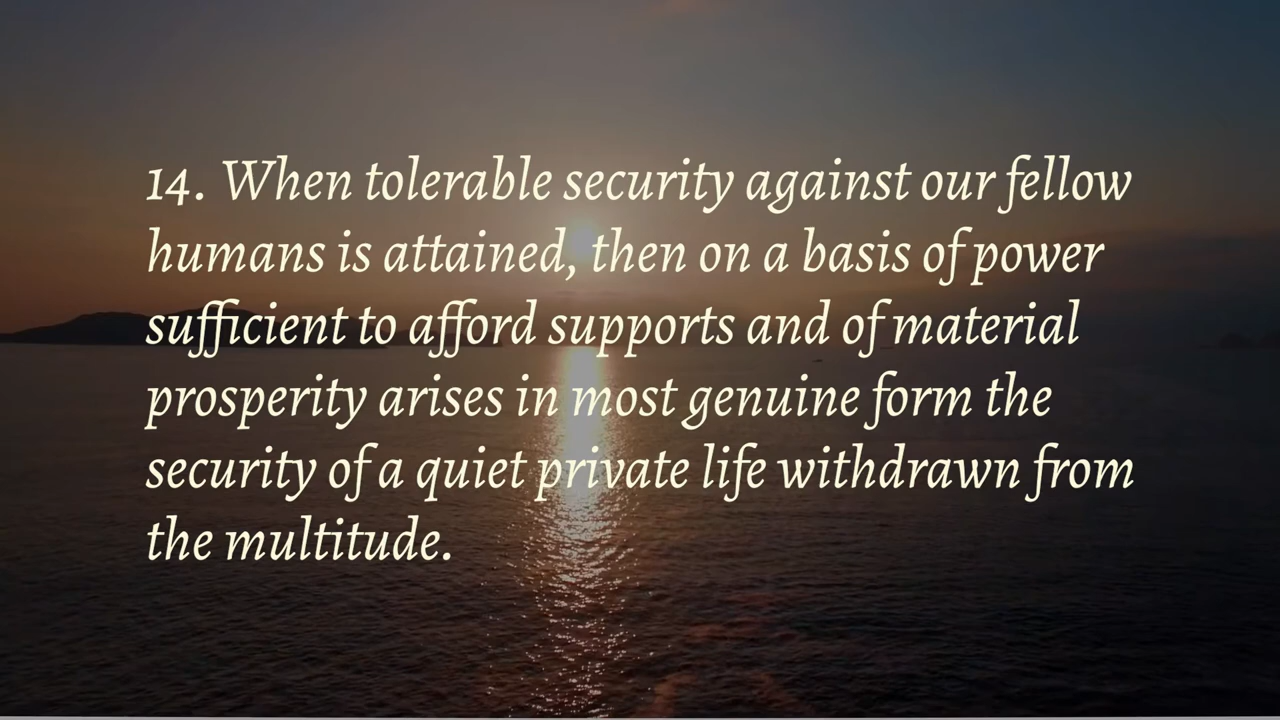 14. When tolerable security against our fellow
humans is attained, then on a basis of power
sufficient to afford supports and of material
prosperity arises in most genuine form the
security of a quiet private life withdrawn from
the multitude.